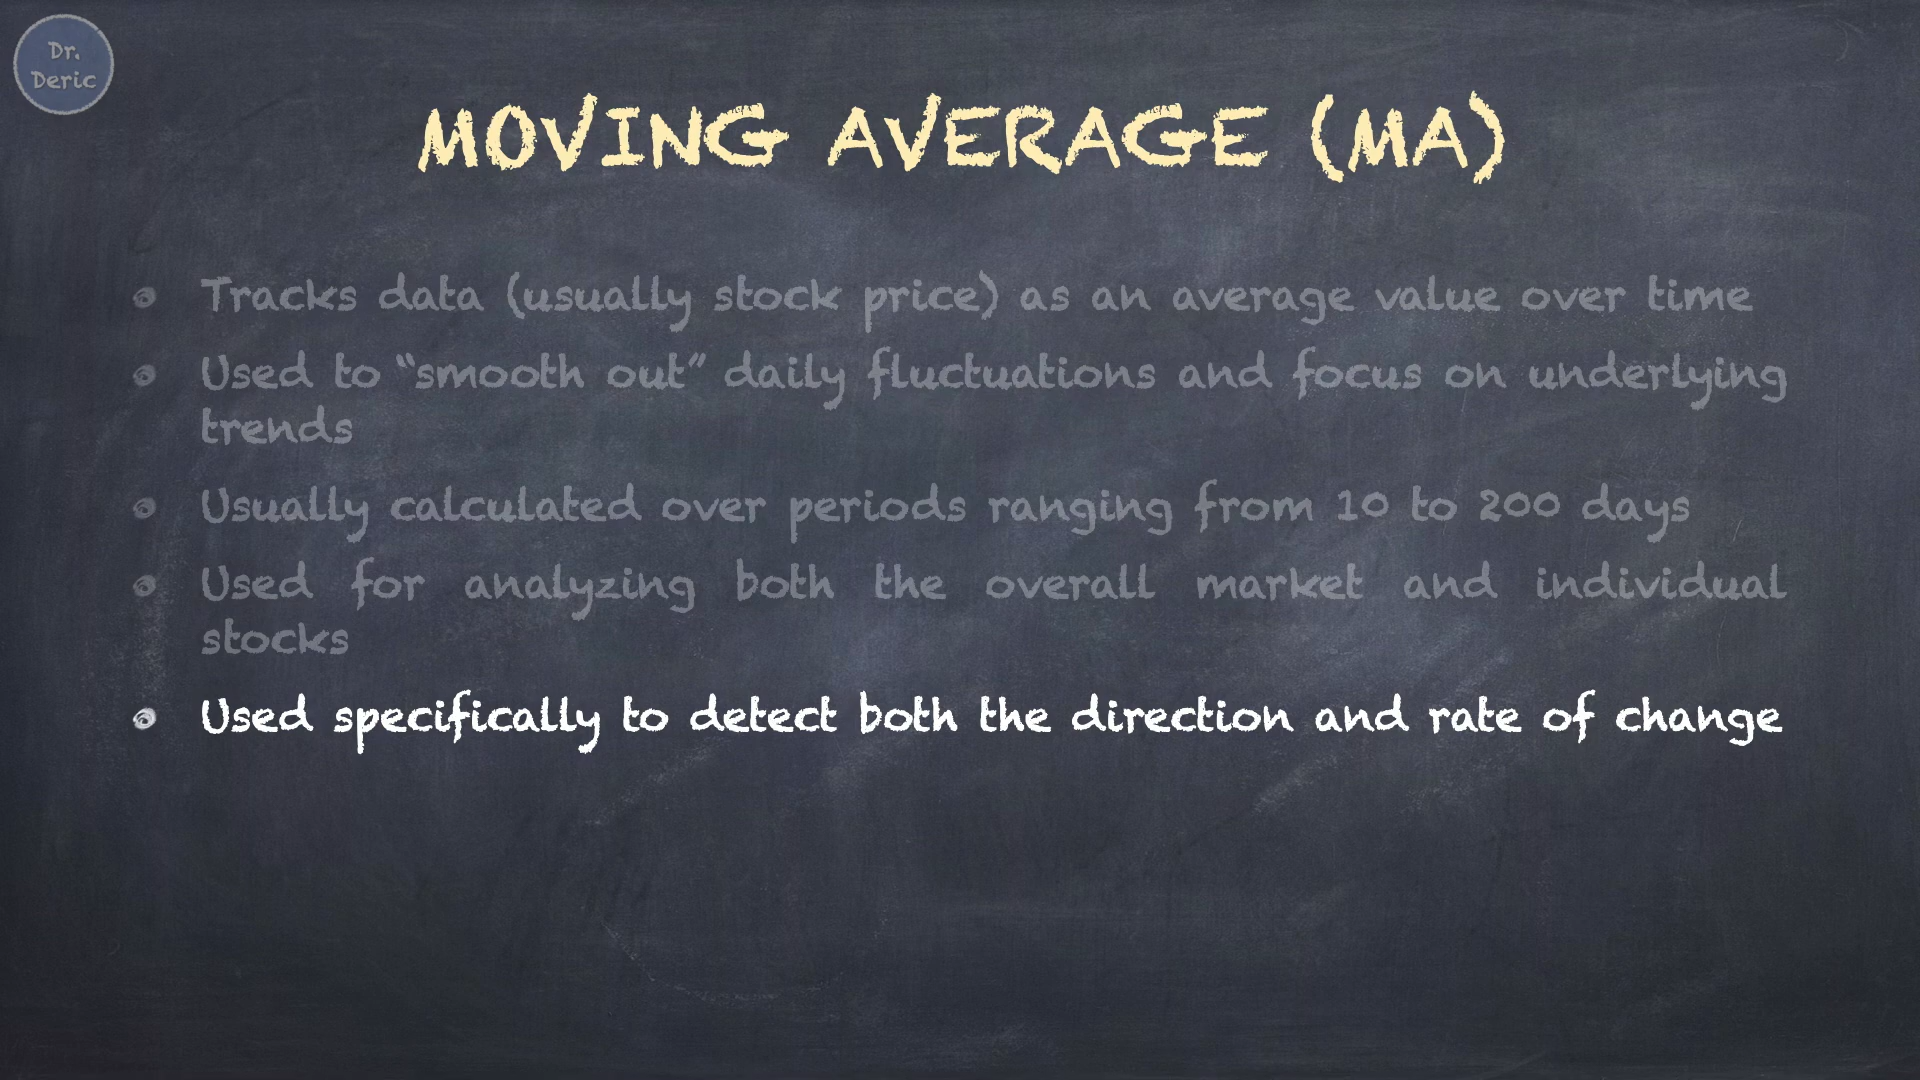 Dr.
Deric
MOVING AVERAGE (MA)
Tracks data (usually stock price) as an average value over time
Used to “smooth out” daily fluctuations and focus on underlying
trends
Usually calculated over periods ranging from 10 to 200 days
Used for analyzing both the overall market and individual
stocks
Used specifically to detect both the direction and rate of change